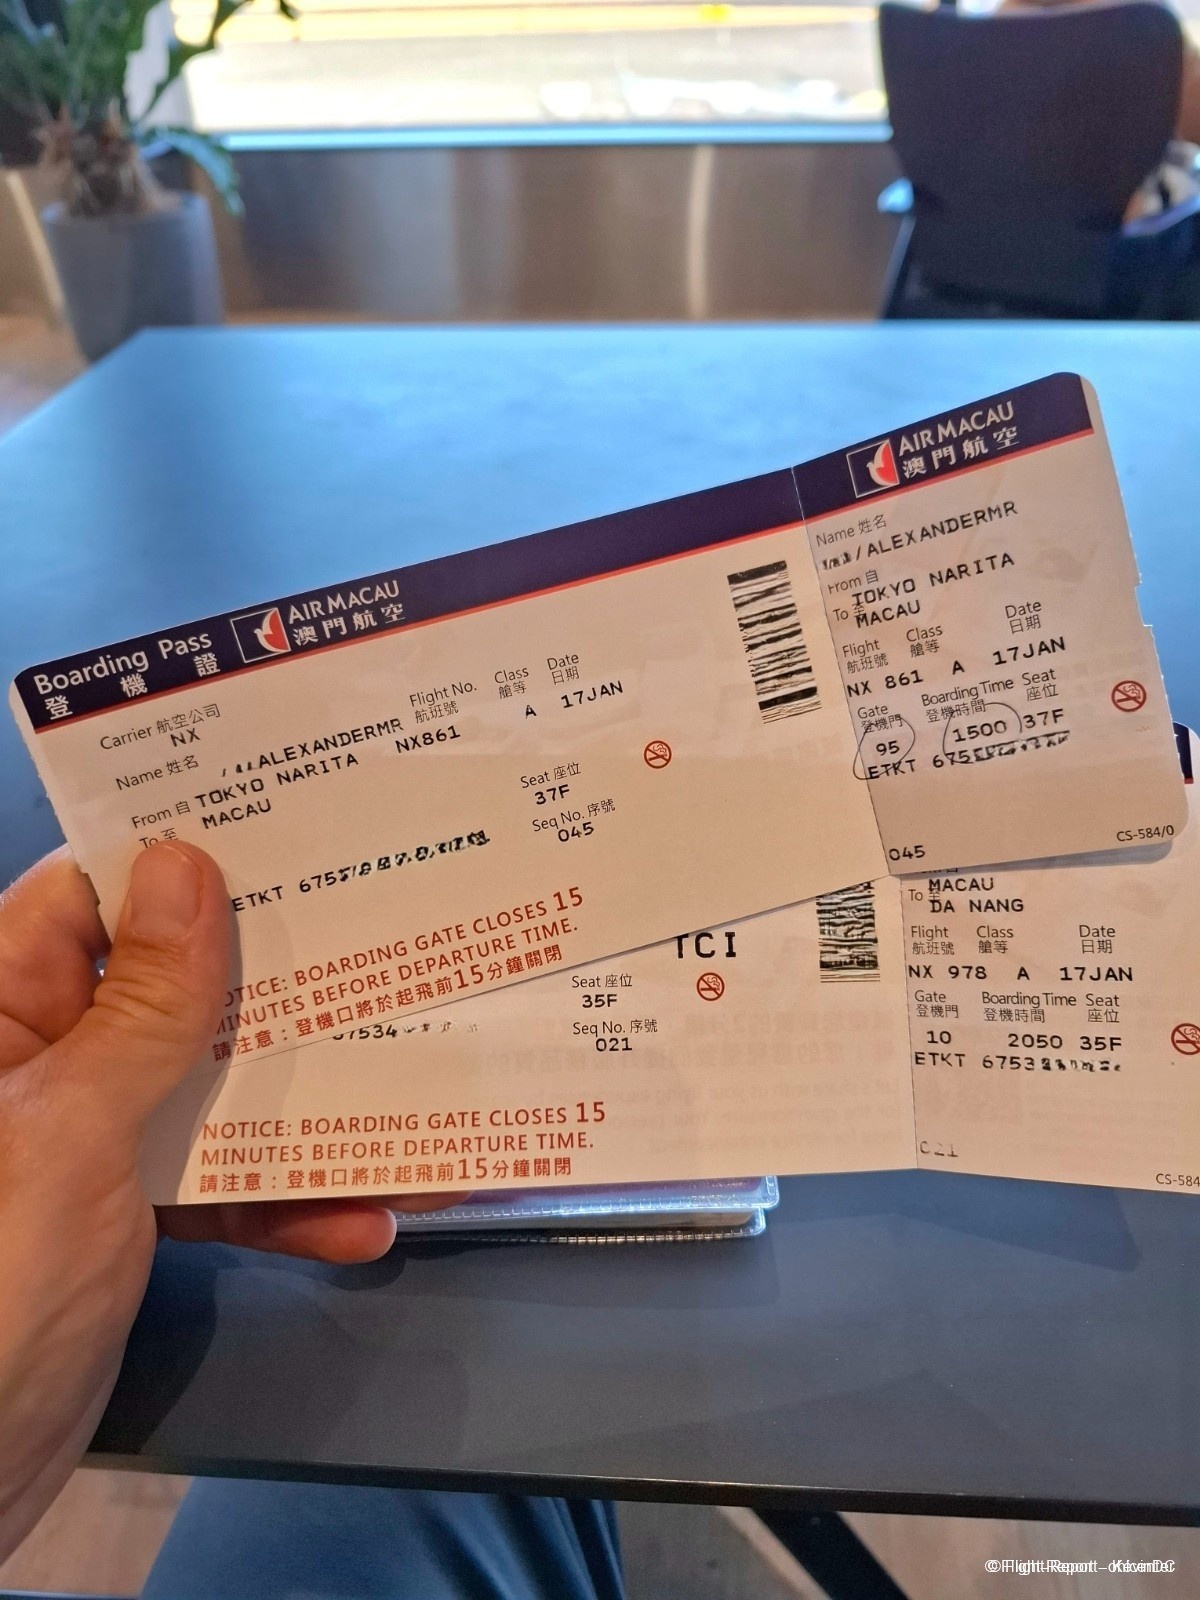 Boarding Pass
登 機 證
AIR MACAU
澳門航空
Carrier 航空公司
NX
Name 姓名
ALEXANDERMR
From 自 TOKYO NARITA
To 至 MACAU
Flight No.
航班號
NX861
Class
艙等
A
Date
日期
17JAN
Seat 座位
37F
Seq No. 序號
045
ETKT 675
NOTICE: BOARDING GATE CLOSES 15
MINUTES BEFORE DEPARTURE TIME.
請注意：登機口將於起飛前15分鐘關閉
AIR MACAU
澳門航空
Name 姓名
/ALEXANDERMR
From 自
TOKYO NARITA
To 至
MACAU
Flight Class Date
航班號 艙等 日期
NX 861 A 17JAN
Gate Boarding Time Seat
登機門 登機時間 座位
95 1500 37F
ETKT 675
045
CS-584/0
TCI
Seat 座位
35F
Seq No. 序號
021
67534
NOTICE: BOARDING GATE CLOSES 15
MINUTES BEFORE DEPARTURE TIME.
請注意：登機口將於起飛前15分鐘關閉
MACAU
To 至
DA NANG
Flight Class Date
航班號 艙等 日期
NX 978 A 17JAN
Gate Boarding Time Seat
登機門 登機時間 座位
10 2050 35F
ETKT 6753
021
CS-584